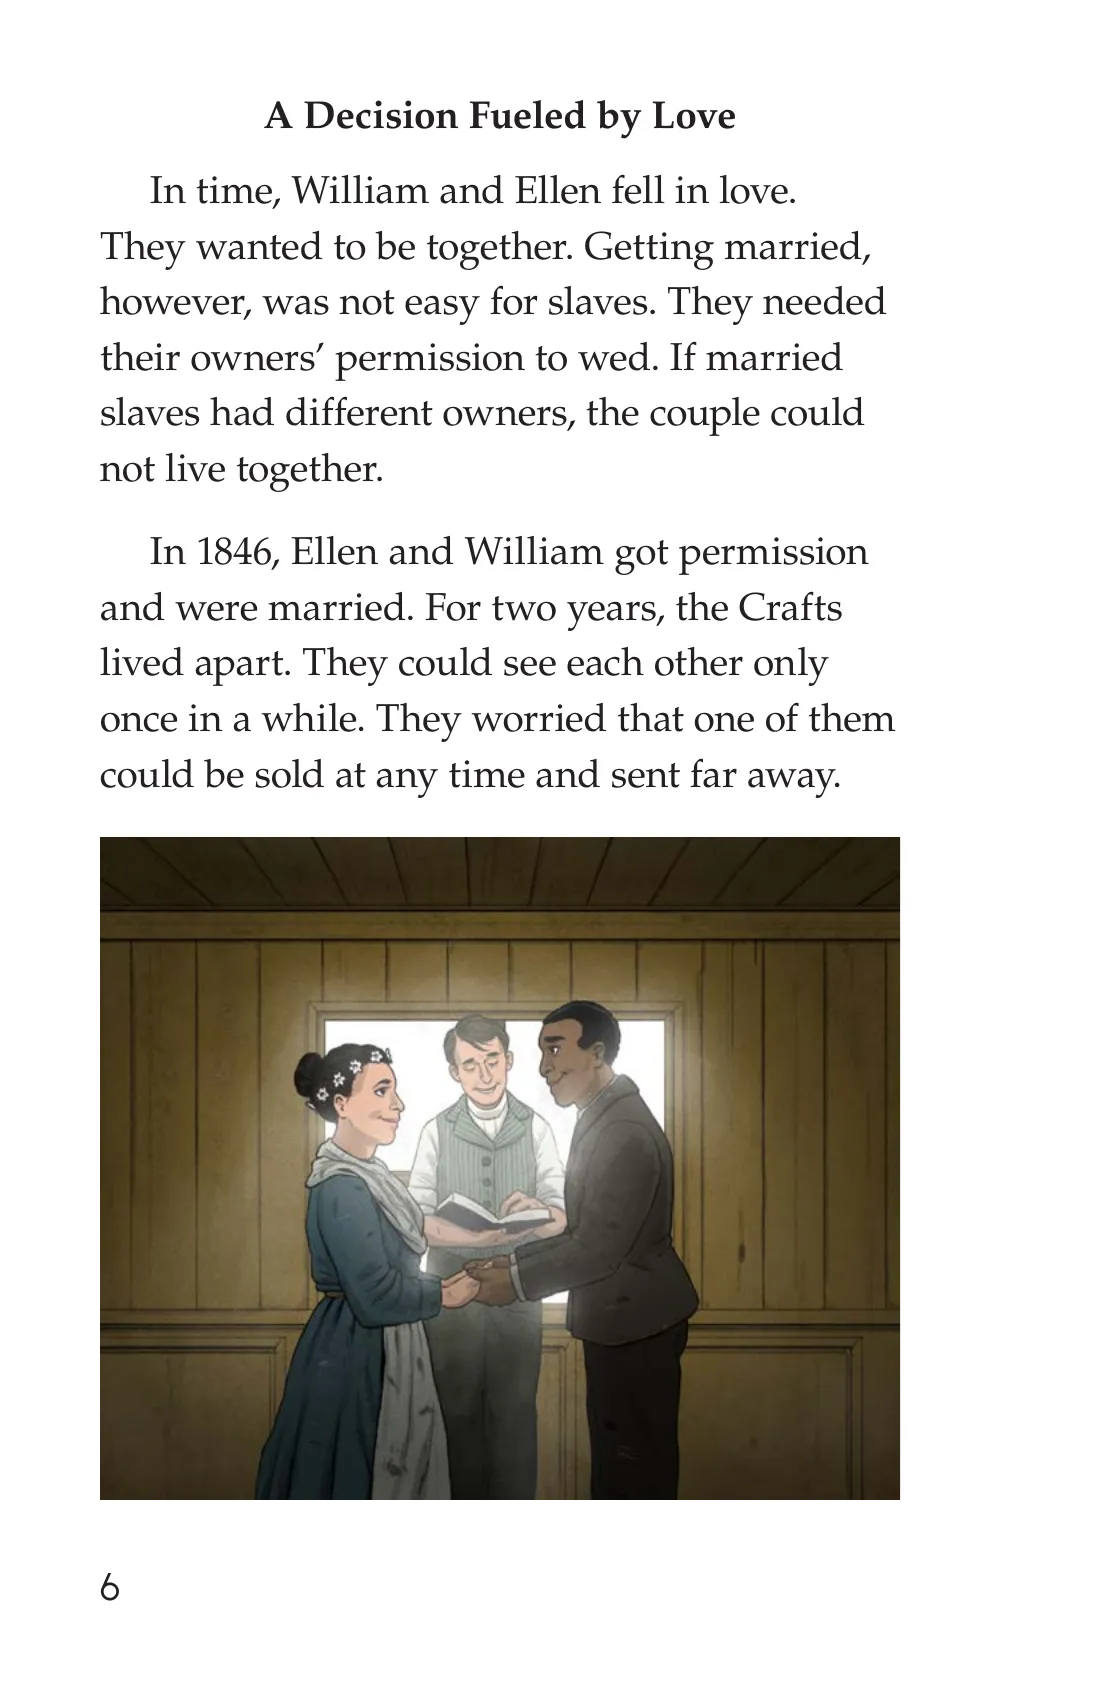 A Decision Fueled by Love
In time, William and Ellen fell in love.
They wanted to be together. Getting married,
however, was not easy for slaves. They needed
their owners’ permission to wed. If married
slaves had different owners, the couple could
not live together.
In 1846, Ellen and William got permission
and were married. For two years, the Crafts
lived apart. They could see each other only
once in a while. They worried that one of them
could be sold at any time and sent far away.
6